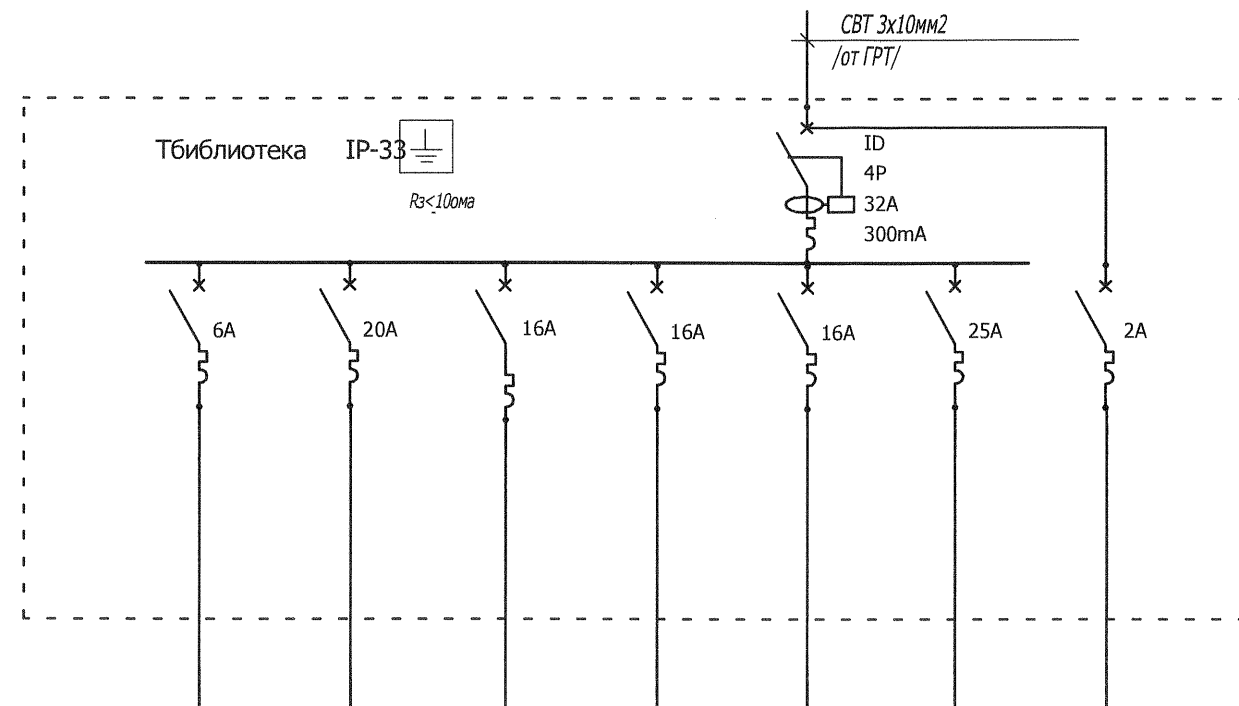 СВТ 3х10мм2
/от ГРТ/
Тбиблиотека IP-33
Rз<10ома
ID
4P
32A
300mA
6A
20A
16A
16A
16A
25A
2A